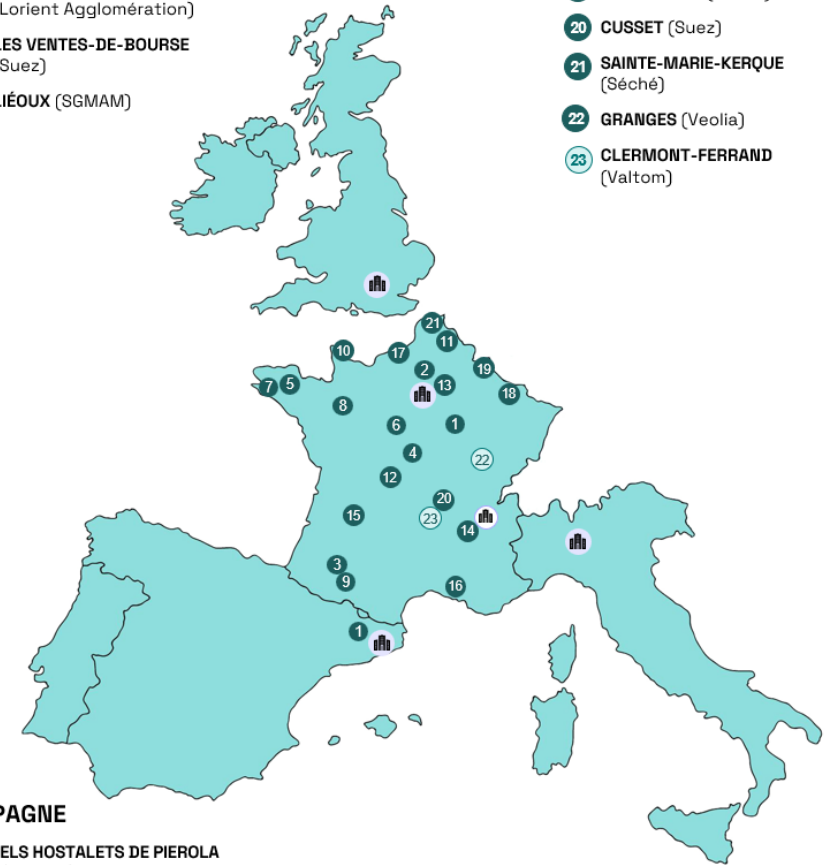 Lorient Agglomération)
LES VENTES-DE-BOURSE
Suez)
LIÉOUX (SGMAM)
20 CUSSET (Suez)
21 SAINTE-MARIE-KERQUE
(Séché)
22 GRANGES (Veolia)
23 CLERMONT-FERRAND
(Valtom)
21
11
10
17
2
19
7
5
13
18
8
6
1
4
22
12
20
23
15
14
3
9
16
1
PAGNE
ELS HOSTALETS DE PIEROLA